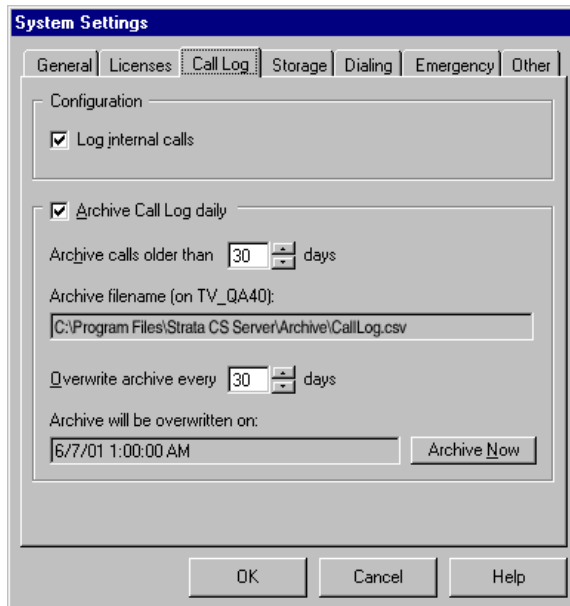 System Settings
General Licenses Call Log Storage Dialing Emergency Other
Configuration
Log internal calls
Archive Call Log daily
Archive calls older than 30 days
Archive filename (on TV_QA40):
C:\Program Files\Strata CS Server\Archive\CallLog.csv
Overwrite archive every 30 days
Archive will be overwritten on:
6/7/01 1:00:00 AM Archive Now
OK Cancel Help